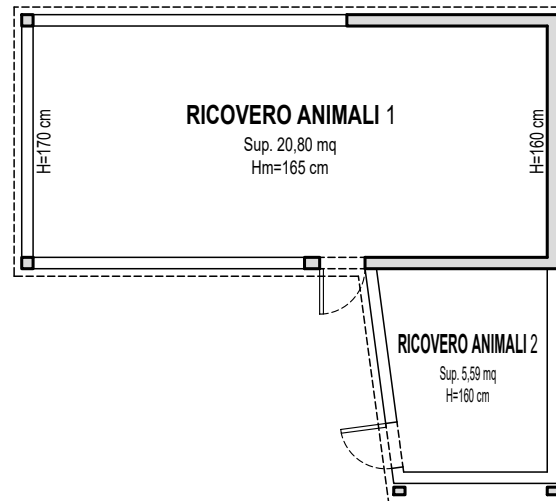 RICOVERO ANIMALI 1
Sup. 20,80 mq
Hm=165 cm
H=170 cm
H=160 cm
RICOVERO ANIMALI 2
Sup. 5,59 mq
H=160 cm